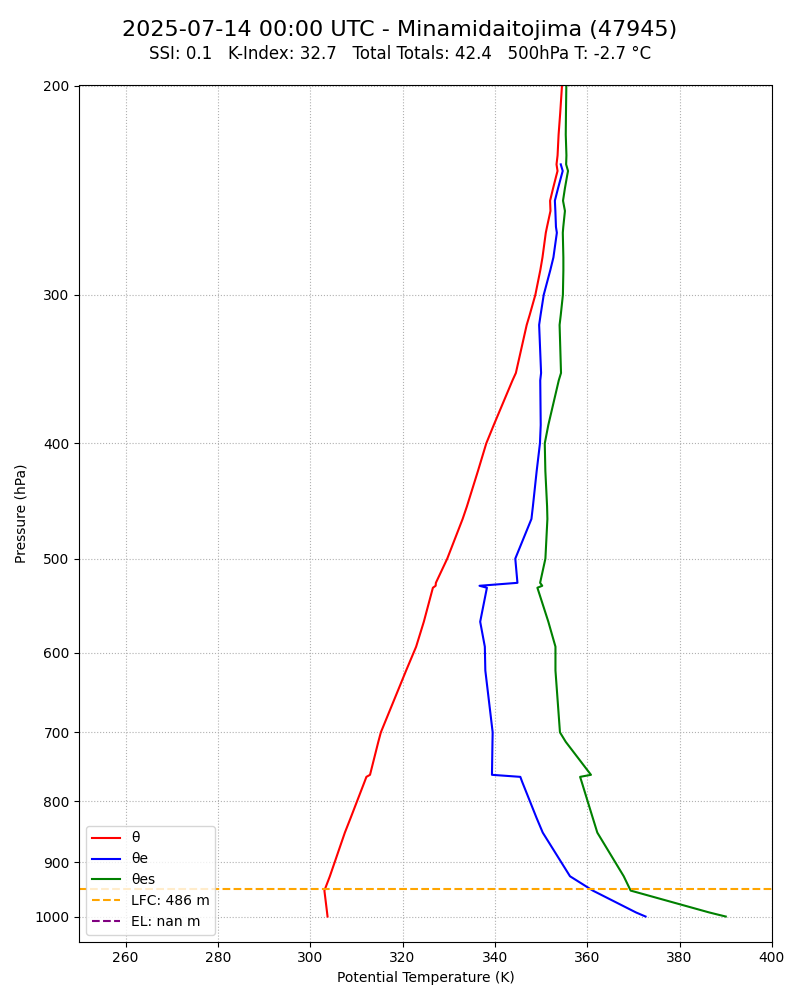 2025-07-14 00:00 UTC - Minamidaitojima (47945)
SSI: 0.1   K-Index: 32.7   Total Totals: 42.4   500hPa T: -2.7 °C
200
300
400
500
600
700
800
900
1000
Pressure (hPa)
θ
θe
θes
LFC: 486 m
EL: nan m
260
280
300
320
340
360
380
400
Potential Temperature (K)